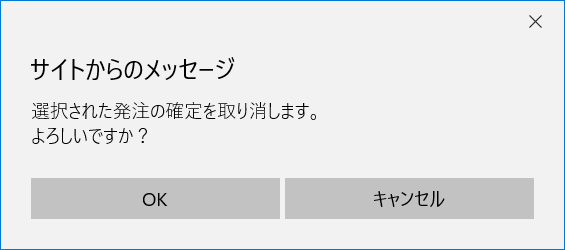 サイトからのメッセージ
選択された発注の確定を取り消します。
よろしいですか？
OK
キャンセル